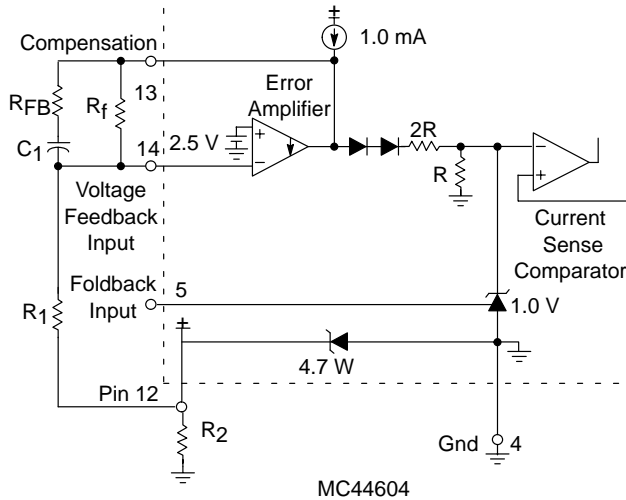 Compensation
1.0 mA
13
RFB
Rf
Error
Amplifier
C1
14
2.5 V
+
−
2R
R
−
+
Voltage
Feedback
Input
Current
Sense
Comparator
Foldback
Input
5
1.0 V
R1
4.7 W
Pin 12
R2
Gnd
4
MC44604